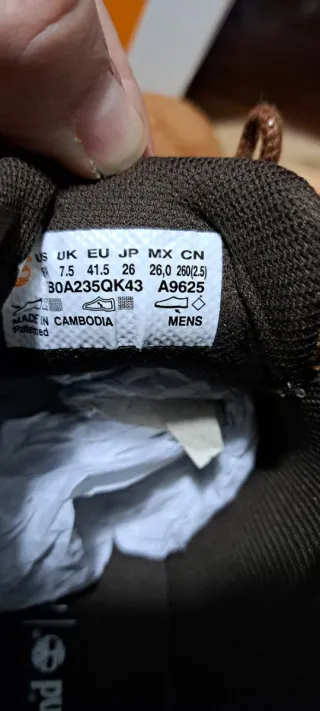 US UK EU JP MX CN
7.5 41.5 26 26,0 260(2.5)
B0A235QK43 A9625
MADE IN CAMBODIA MENS